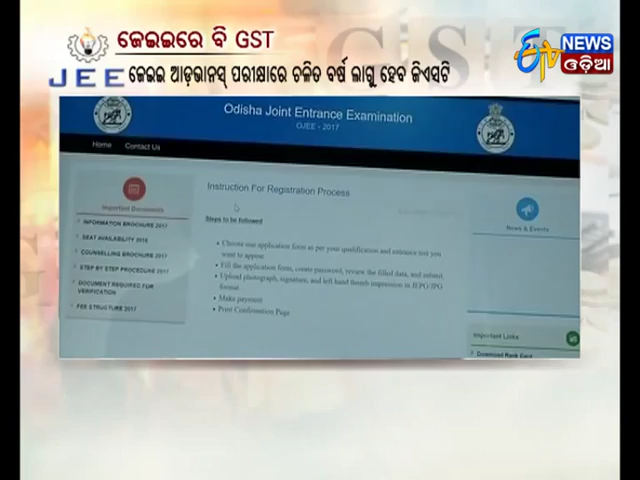 ଜେଇଇରେ ବି GST
JEE
ଜେଇଇ ଆଡ଼ଭାନସ୍ ପରୀକ୍ଷାରେ ଚଳିତ ବର୍ଷ ଲାଗୁ ହେବ ଜିଏସଟି
GST
etv NEWS
ଓଡ଼ିଆ
Odisha Joint Entrance Examination
OJEE - 2017
Home Contact Us
Important Documents
INFORMATION BROCHURE 2017
SEAT AVAILABILITY 2016
COUNSELLING BROCHURE 2017
STEP BY STEP PROCEDURE 2017
DOCUMENT REQUIRED FOR
VERIFICATION
FEE STRUCTURE 2017
Instruction For Registration Process
Steps to be followed
Choose one application form as per your qualification and entrance test you
want to appear
Fill the application form, create password, review the filled data, and submit
Upload photograph, signature, and left hand thumb impression in JEPG/JPG
format
Make payment
Print Confirmation Page
News & Events
Important Links
Download Rank Card